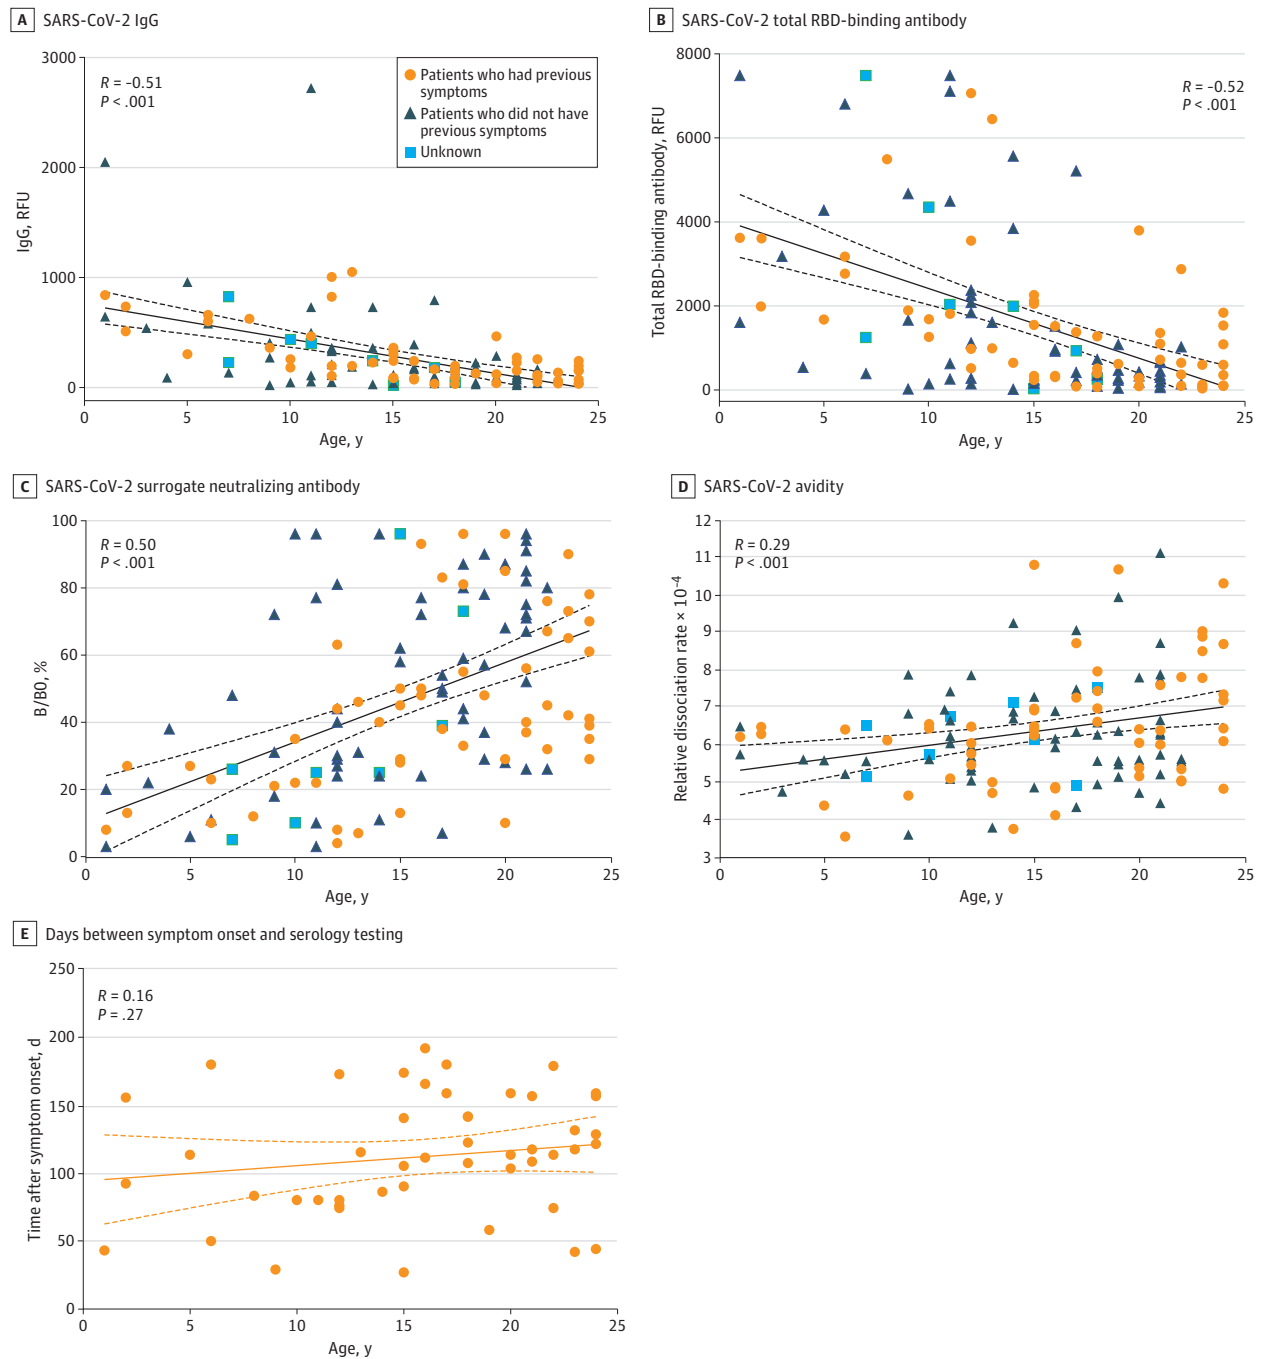 A SARS-CoV-2 IgG
3000
2000
1000
0
IgG, RFU
R = –0.51
P < .001
Patients who had previous
symptoms
Patients who did not have
previous symptoms
Unknown
0 5 10 15 20 25
Age, y
B SARS-CoV-2 total RBD-binding antibody
8000
6000
4000
2000
0
Total RBD-binding antibody, RFU
R = –0.52
P < .001
0 5 10 15 20 25
Age, y
C SARS-CoV-2 surrogate neutralizing antibody
100
80
60
40
20
0
B/B0, %
R = 0.50
P < .001
0 5 10 15 20 25
Age, y
D SARS-CoV-2 avidity
12
11
10
9
8
7
6
5
4
3
Relative dissociation rate × 10⁻⁴
R = 0.29
P < .001
0 5 10 15 20 25
Age, y
E Days between symptom onset and serology testing
250
200
150
100
50
0
Time after symptom onset, d
R = 0.16
P = .27
0 5 10 15 20 25
Age, y